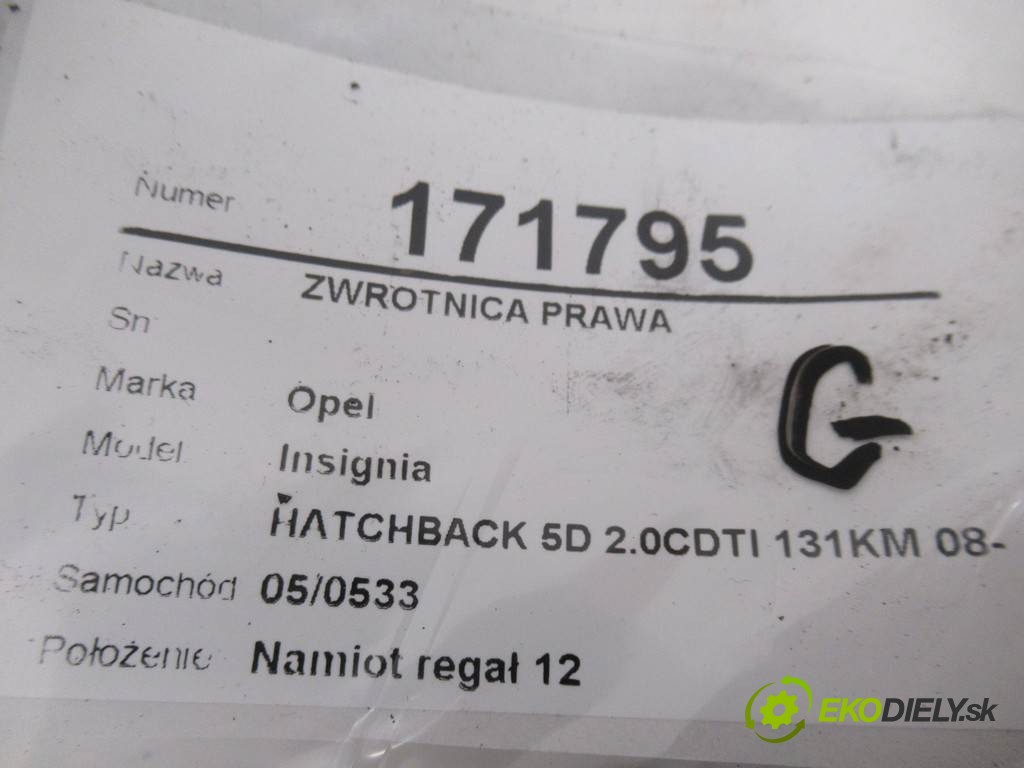 Numer 171795
Nazwa ZWROTNICA PRAWA
Sn
Marka Opel
G
Model Insignia
Typ HATCHBACK 5D 2.0CDTI 131KM 08-
Samochód 05/0533
Położenie Namiot regał 12
EKODIELY.sk